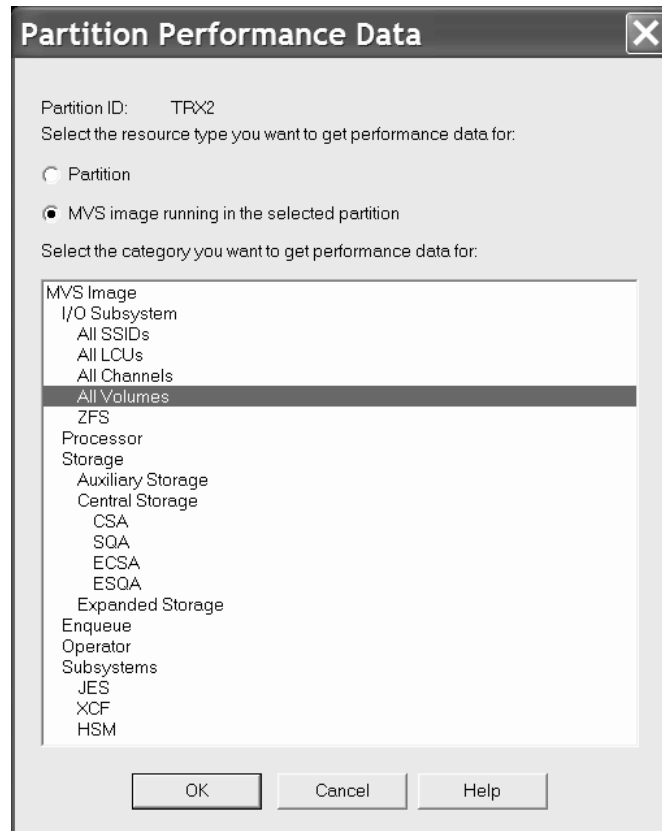 Partition Performance Data
Partition ID: TRX2
Select the resource type you want to get performance data for:
Partition
MVS image running in the selected partition
Select the category you want to get performance data for:
MVS Image
I/O Subsystem
All SSIDs
All LCUs
All Channels
All Volumes
ZFS
Processor
Storage
Auxiliary Storage
Central Storage
CSA
SQA
ECSA
ESQA
Expanded Storage
Enqueue
Operator
Subsystems
JES
XCF
HSM
OK Cancel Help